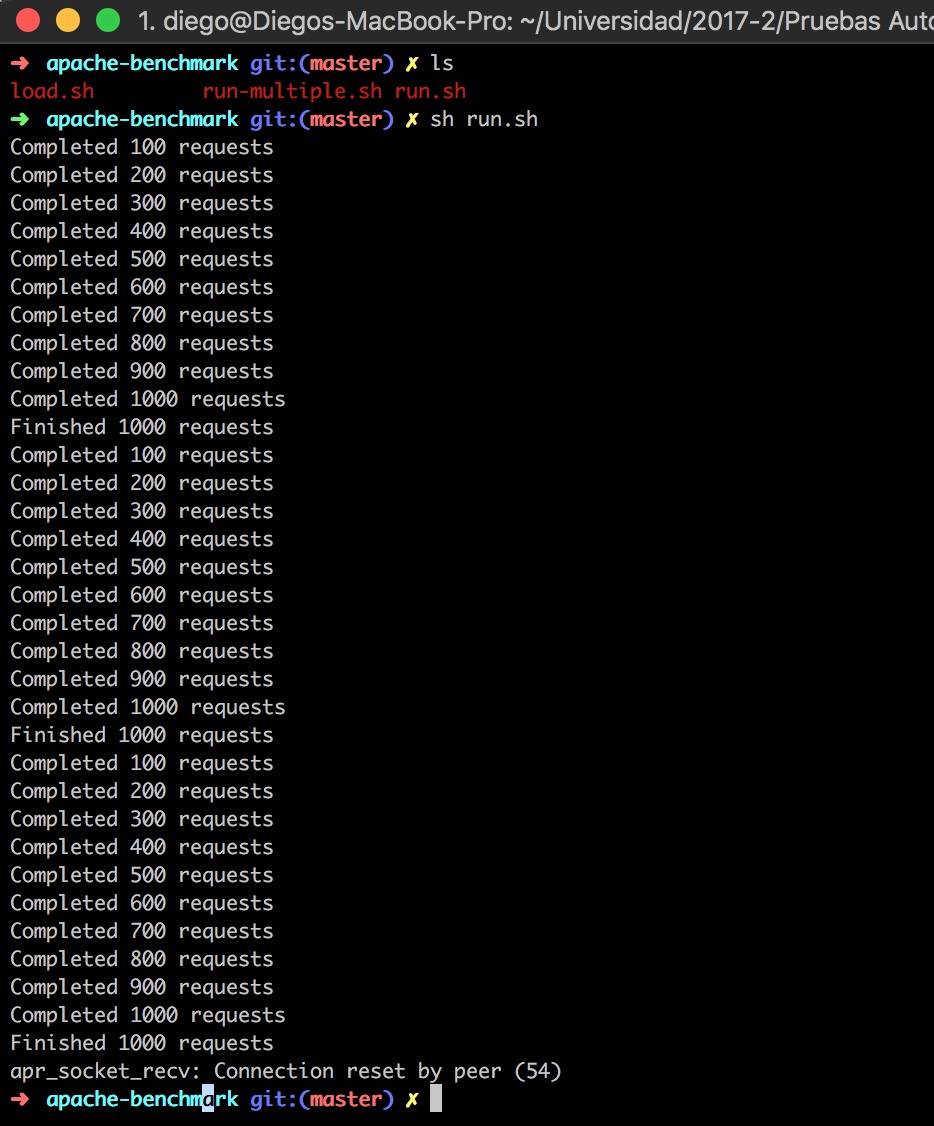 1. diego@Diegos-MacBook-Pro: ~/Universidad/2017-2/Pruebas Auto
➜ apache-benchmark git:(master) ✗ ls
load.sh run-multiple.sh run.sh
➜ apache-benchmark git:(master) ✗ sh run.sh
Completed 100 requests
Completed 200 requests
Completed 300 requests
Completed 400 requests
Completed 500 requests
Completed 600 requests
Completed 700 requests
Completed 800 requests
Completed 900 requests
Completed 1000 requests
Finished 1000 requests
Completed 100 requests
Completed 200 requests
Completed 300 requests
Completed 400 requests
Completed 500 requests
Completed 600 requests
Completed 700 requests
Completed 800 requests
Completed 900 requests
Completed 1000 requests
Finished 1000 requests
Completed 100 requests
Completed 200 requests
Completed 300 requests
Completed 400 requests
Completed 500 requests
Completed 600 requests
Completed 700 requests
Completed 800 requests
Completed 900 requests
Completed 1000 requests
Finished 1000 requests
apr_socket_recv: Connection reset by peer (54)
➜ apache-benchmark git:(master) ✗